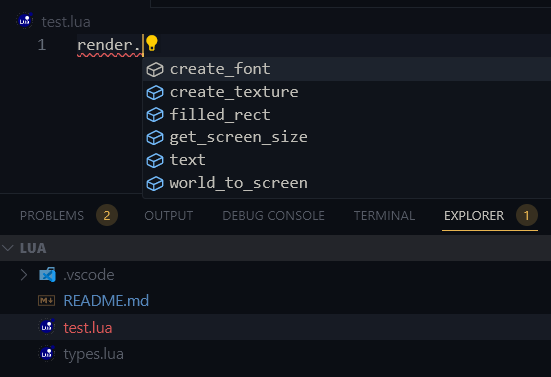 test.lua
1 render.
create_font
create_texture
filled_rect
get_screen_size
text
world_to_screen
PROBLEMS 2 OUTPUT DEBUG CONSOLE TERMINAL EXPLORER 1
LUA
.vscode
README.md
test.lua
types.lua